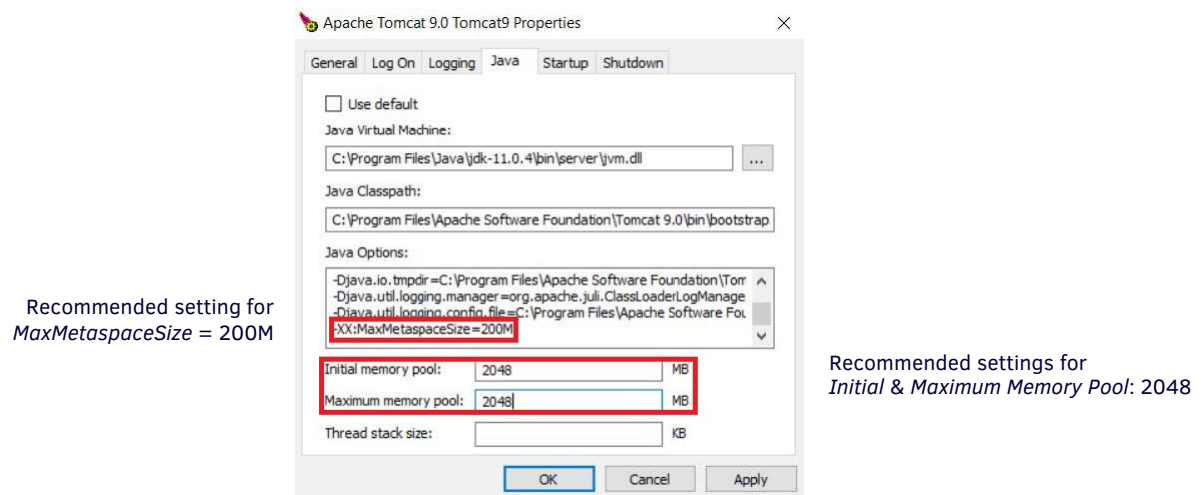 Apache Tomcat 9.0 Tomcat9 Properties
General Log On Logging Java Startup Shutdown
Use default
Java Virtual Machine:
C:\Program Files\Java\jdk-11.0.4\bin\server\jvm.dll ...
Java Classpath:
C:\Program Files\Apache Software Foundation\Tomcat 9.0\bin\bootstrap
Java Options:
-Djava.io.tmpdir=C:\Program Files\Apache Software Foundation\Tom
-Djava.util.logging.manager=org.apache.juli.ClassLoaderLogManage
-Djava.util.logging.config.file=C:\Program Files\Apache Software Fou
-XX:MaxMetaspaceSize=200M
Recommended setting for
MaxMetaspaceSize = 200M
Initial memory pool: 2048 MB
Maximum memory pool: 2048 MB
Recommended settings for
Initial & Maximum Memory Pool: 2048
Thread stack size: KB
OK Cancel Apply